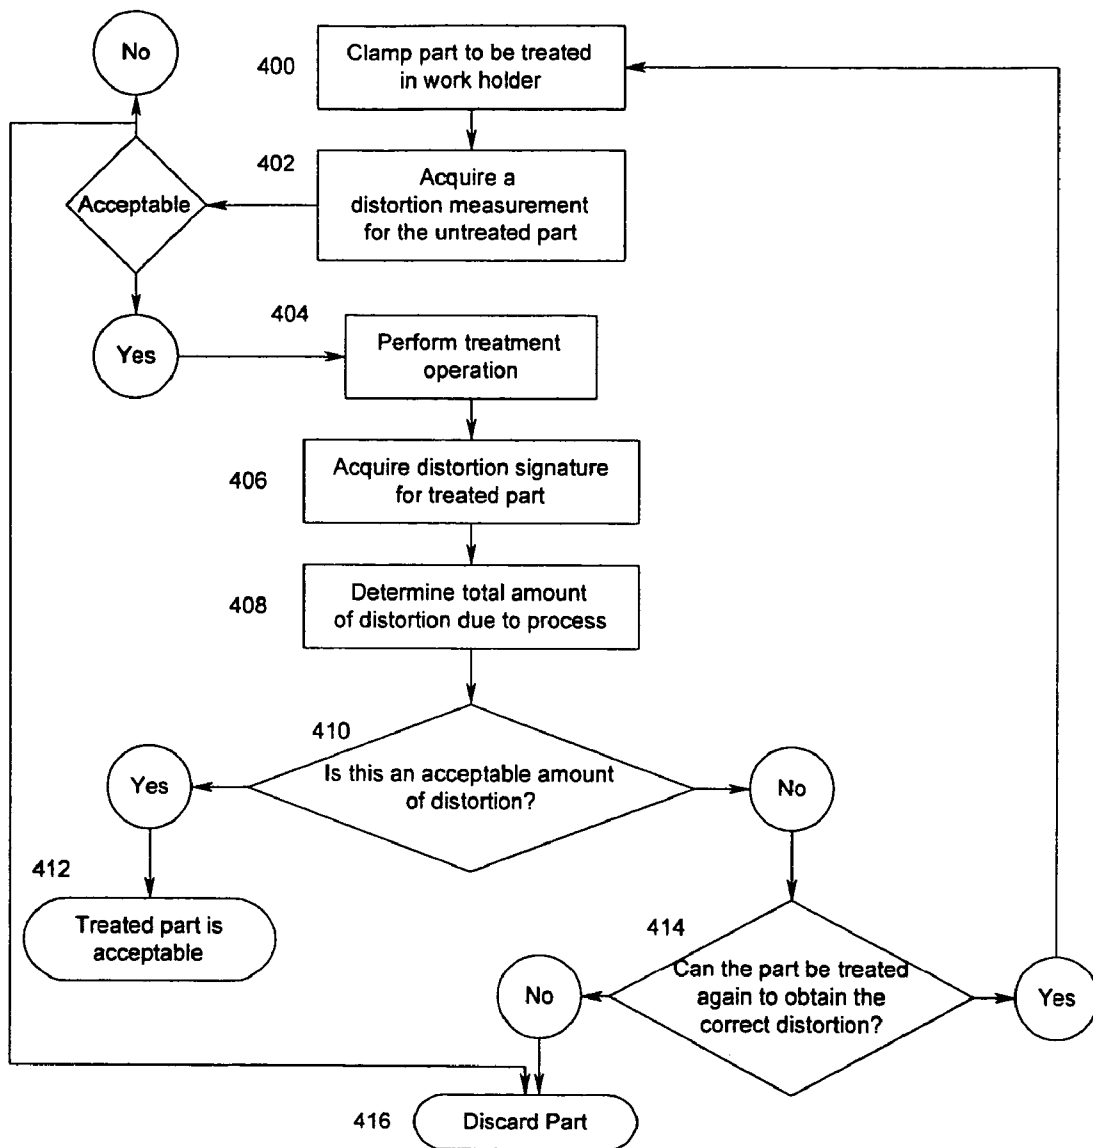 No
400
Clamp part to be treated
in work holder
402
Acceptable
Acquire a
distortion measurement
for the untreated part
404
Yes
Perform treatment
operation
406
Acquire distortion signature
for treated part
408
Determine total amount
of distortion due to process
410
Yes
Is this an acceptable amount
of distortion?
No
412
Treated part is
acceptable
414
No
Can the part be treated
again to obtain the
correct distortion?
Yes
416
Discard Part